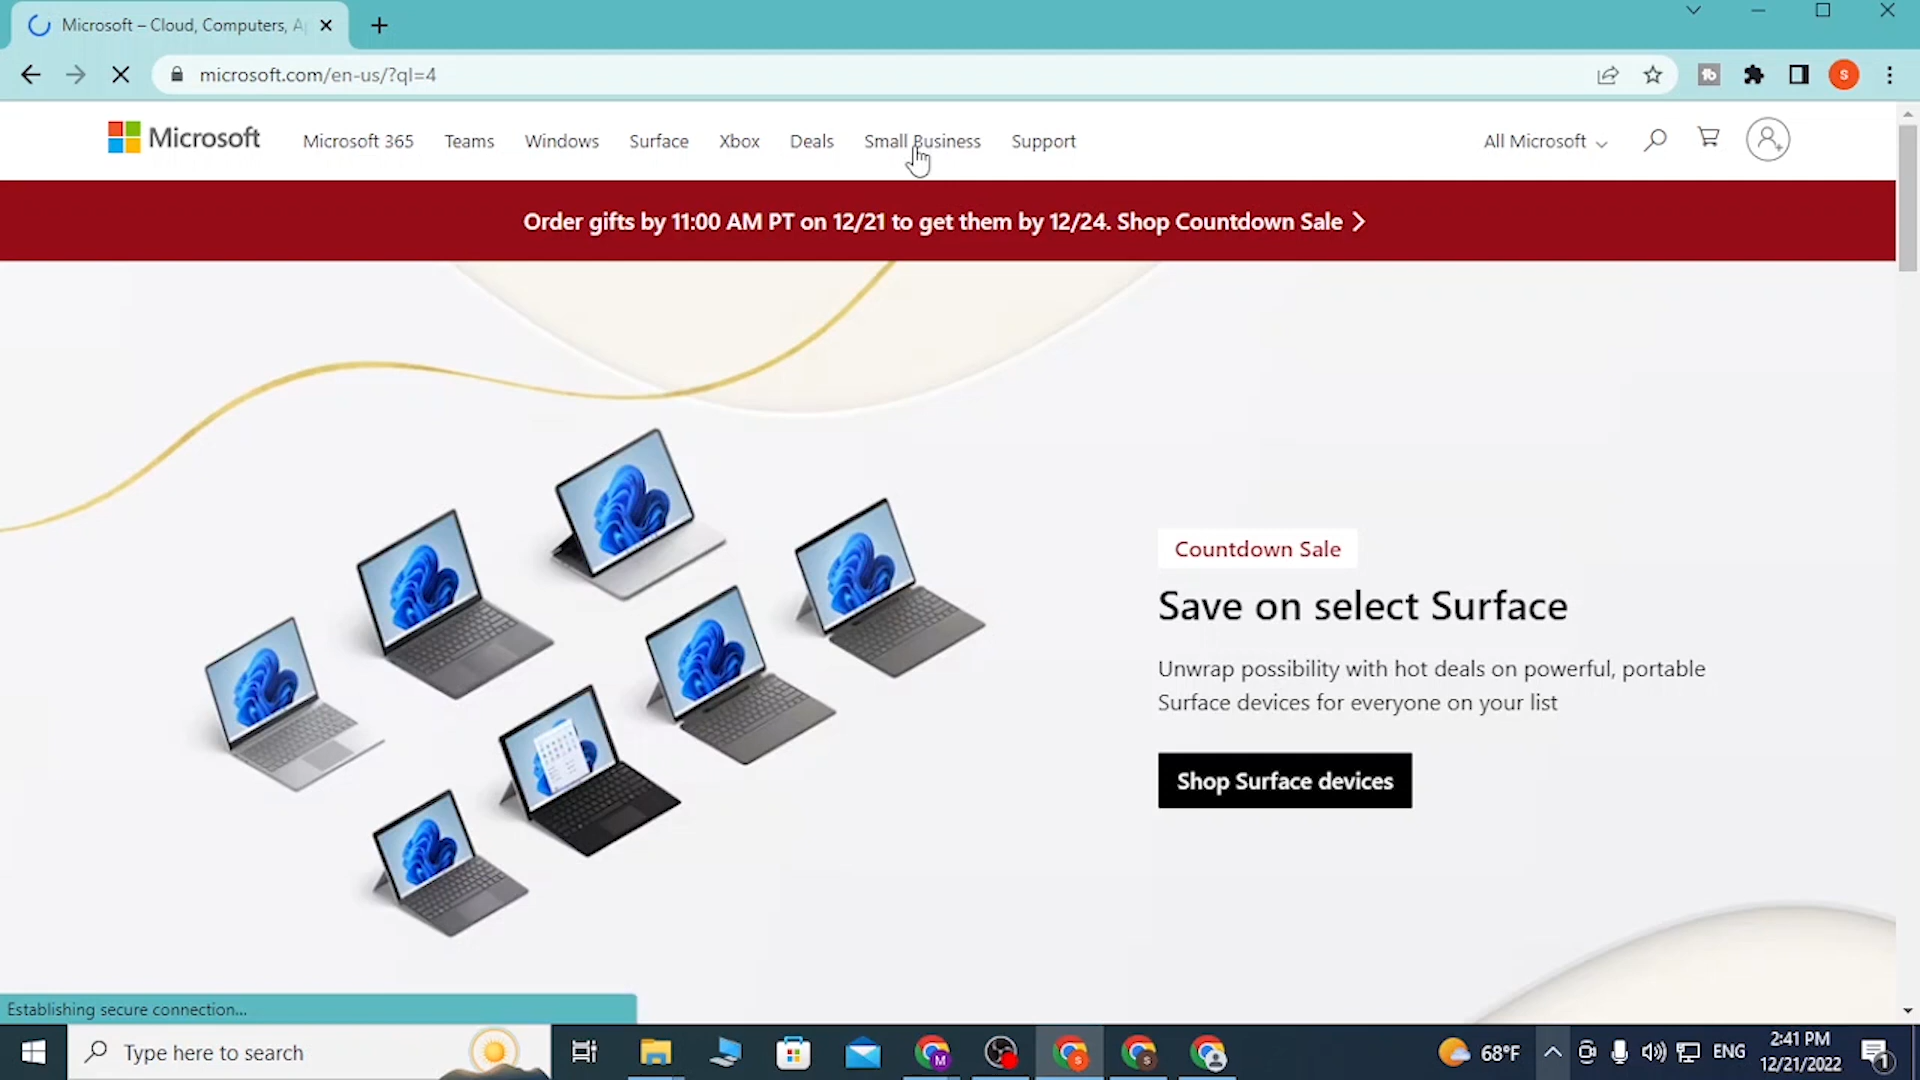 Microsoft – Cloud, Computers, A
microsoft.com/en-us/?ql=4
S
Microsoft
Microsoft 365
Teams
Windows
Surface
Xbox
Deals
Small Business
Support
All Microsoft
Order gifts by 11:00 AM PT on 12/21 to get them by 12/24. Shop Countdown Sale
Countdown Sale
Save on select Surface
Unwrap possibility with hot deals on powerful, portable
Surface devices for everyone on your list
Shop Surface devices
Establishing secure connection...
Type here to search
M
S
S
68°F
ENG
2:41 PM
12/21/2022
1